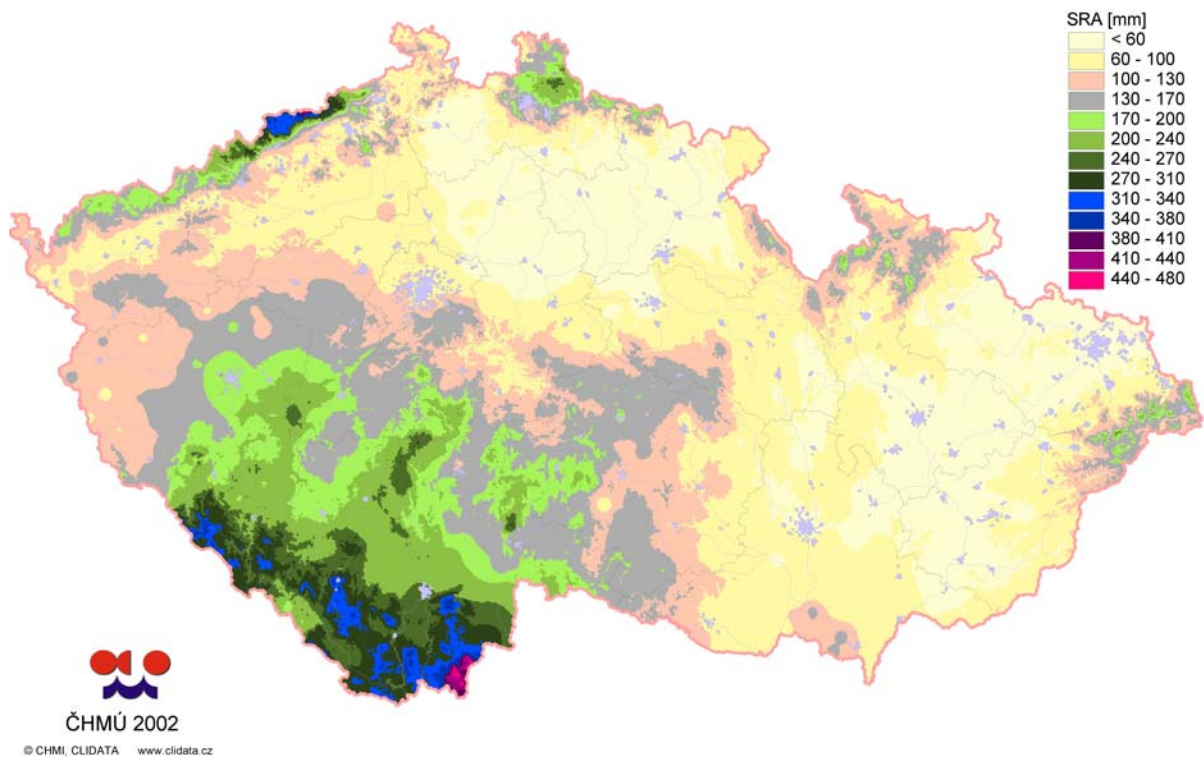 SRA [mm]
< 60
60 - 100
100 - 130
130 - 170
170 - 200
200 - 240
240 - 270
270 - 310
310 - 340
340 - 380
380 - 410
410 - 440
440 - 480
ČHMÚ 2002
© CHMI, CLIDATA www.clidata.cz